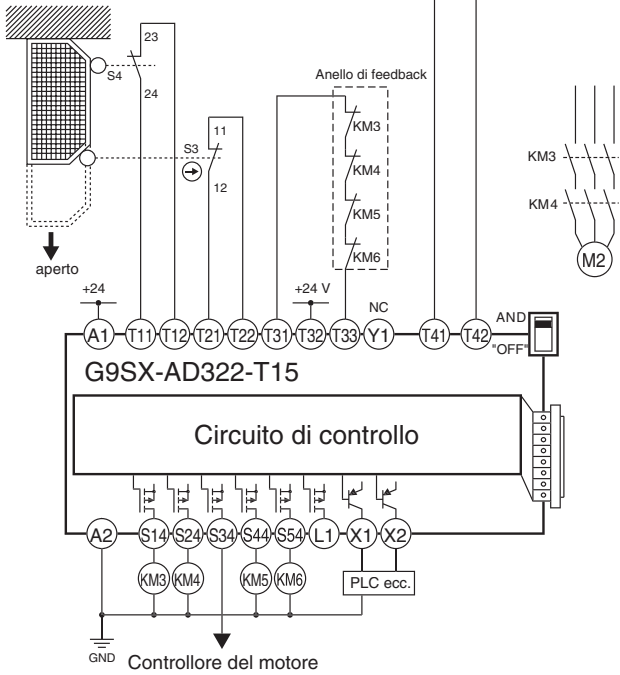 23
S4
24
Anello di feedback
11
S3
12
KM3
KM4
KM5
KM6
KM3
KM4
M2
aperto
+24
+24 V
NC
AND
"OFF"
A1 T11 T12 T21 T22 T31 T32 T33 Y1 T41 T42
G9SX-AD322-T15
Circuito di controllo
A2 S14 S24 S34 S44 S54 L1 X1 X2
KM3 KM4 KM5 KM6 PLC ecc.
GND
Controllore del motore